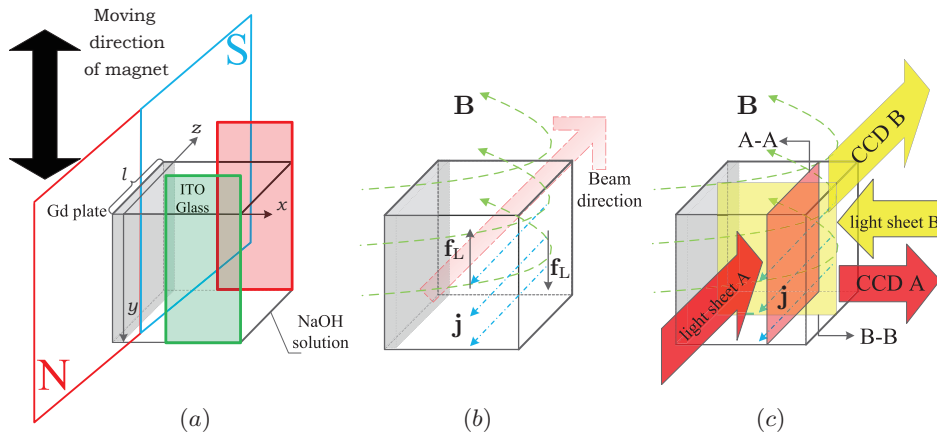 Moving
direction
of magnet
S
z
l
Gd plate
ITO
Glass
x
y
N
NaOH
solution
(a)
B
Beam
direction
f_L
f_L
j
(b)
B
A-A
CCD B
light sheet B
light sheet A
CCD A
j
B-B
(c)